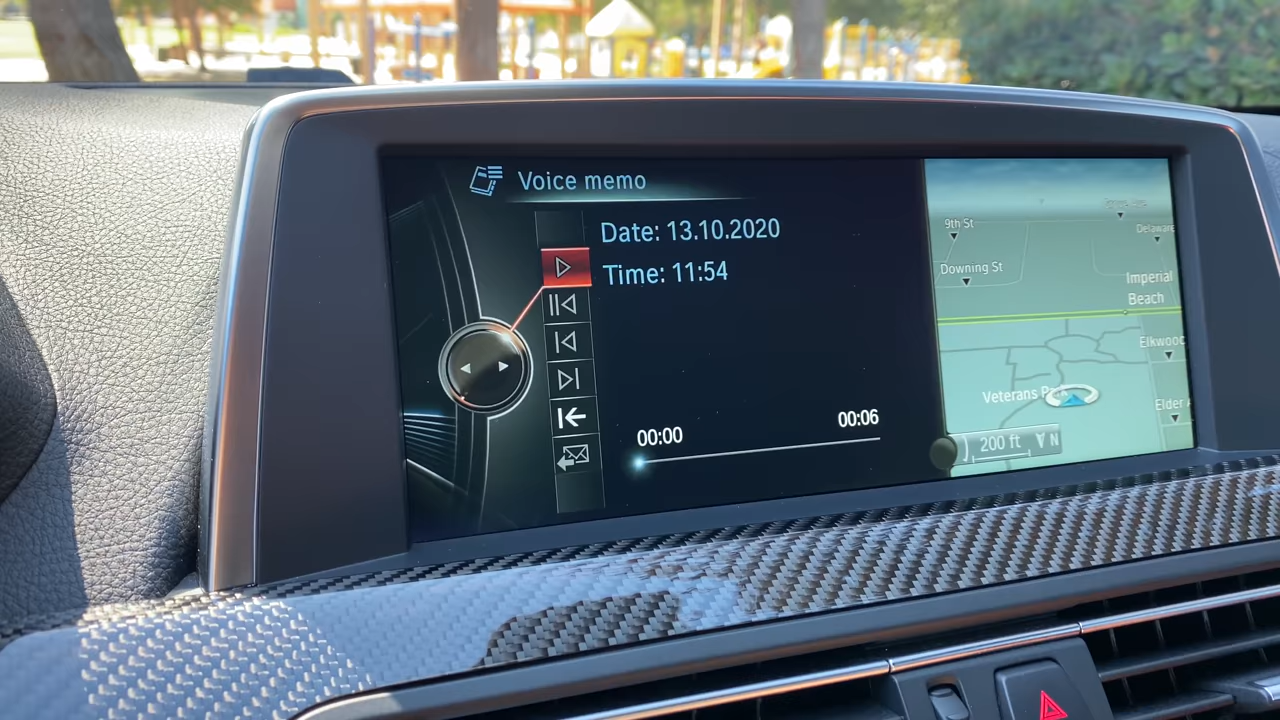 Voice memo
Date: 13.10.2020
Time: 11:54
00:00
00:06
9th St
Delaware
Downing St
Imperial
Beach
Elkwood
Veterans
Elder
200 ft
N